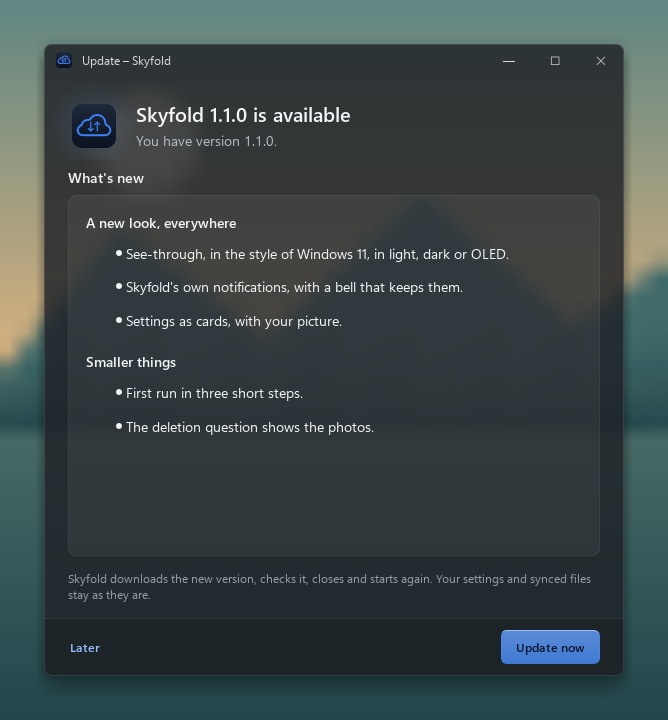 Update – Skyfold
Skyfold 1.1.0 is available
You have version 1.1.0.
What's new
A new look, everywhere
• See-through, in the style of Windows 11, in light, dark or OLED.
• Skyfold's own notifications, with a bell that keeps them.
• Settings as cards, with your picture.
Smaller things
• First run in three short steps.
• The deletion question shows the photos.
Skyfold downloads the new version, checks it, closes and starts again. Your settings and synced files
stay as they are.
Later
Update now